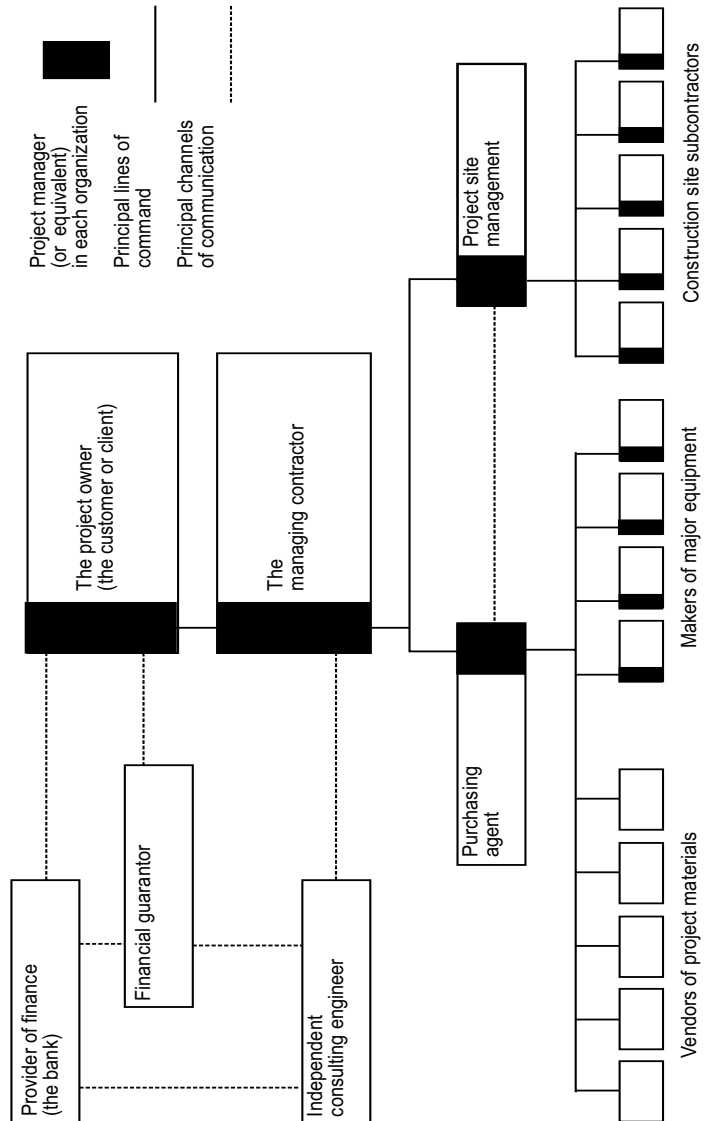 Provider of finance
(the bank)
Financial guarantor
Independent
consulting engineer
The project owner
(the customer or client)
The
managing contractor
Project manager
(or equivalent)
in each organization
Principal lines of
command
Principal channels
of communication
Purchasing
agent
Project site
management
Vendors of project materials
Makers of major equipment
Construction site subcontractors